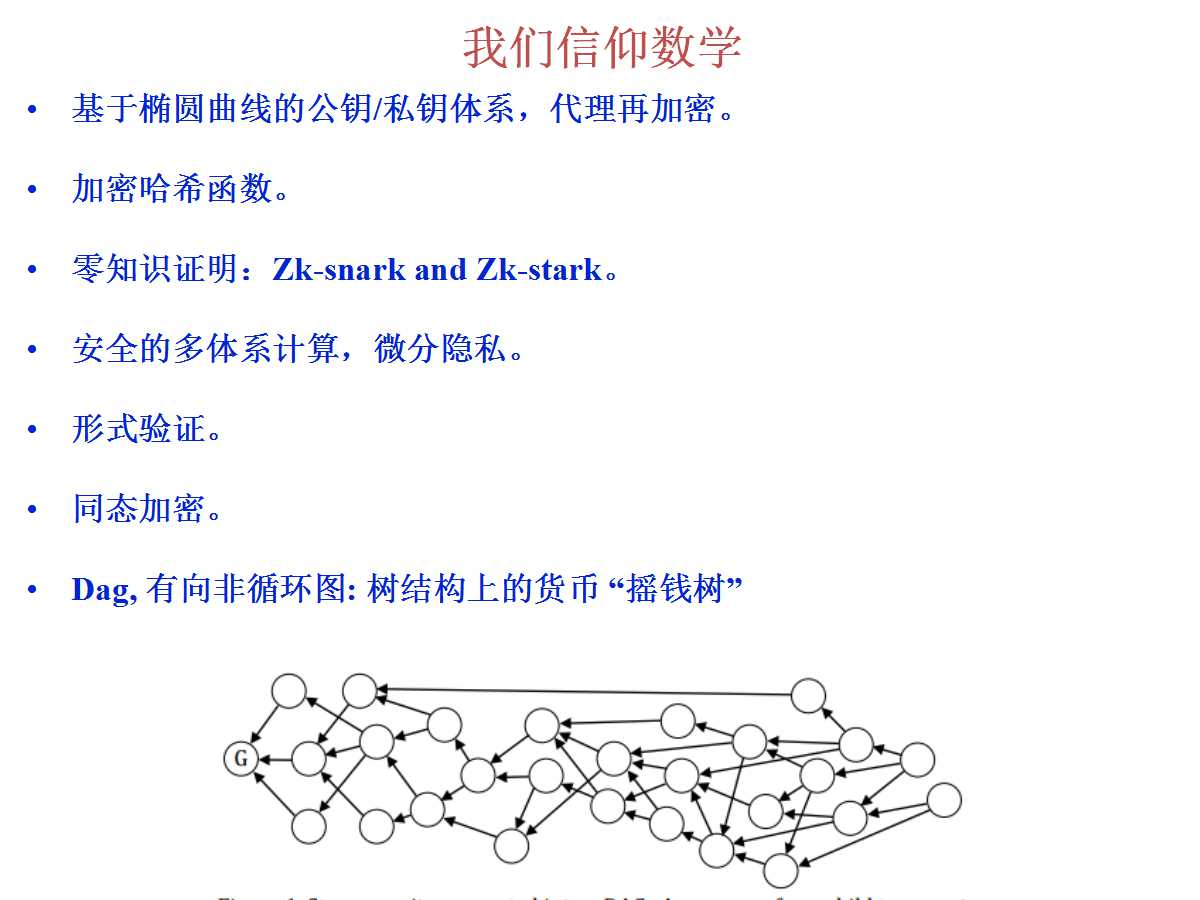 我们信仰数学
• 基于椭圆曲线的公钥/私钥体系，代理再加密。
• 加密哈希函数。
• 零知识证明：Zk-snark and Zk-stark。
• 安全的多体系计算，微分隐私。
• 形式验证。
• 同态加密。
• Dag, 有向非循环图: 树结构上的货币 “摇钱树”
G